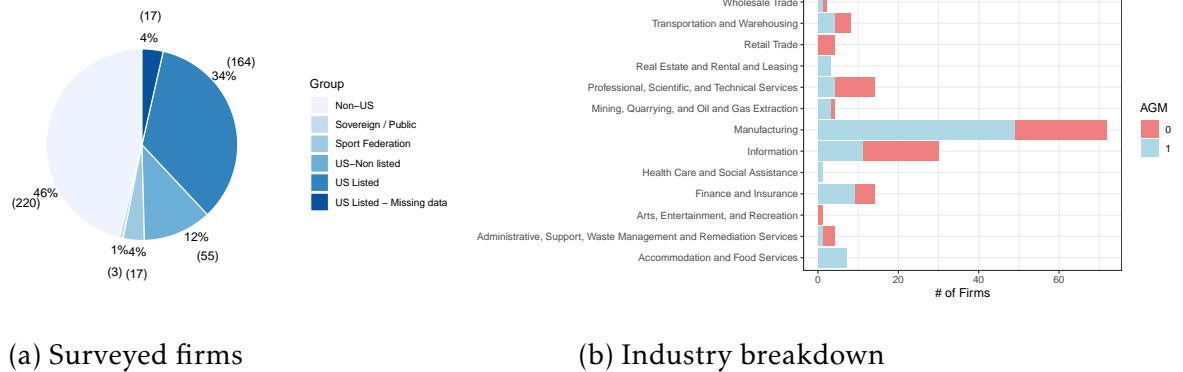 (17)
4%
(164)
34%
46%
(220)
1%4%
(3) (17)
12%
(55)
Group
Non–US
Sovereign / Public
Sport Federation
US–Non listed
US Listed
US Listed – Missing data
(a) Surveyed firms
Wholesale Trade
Transportation and Warehousing
Retail Trade
Real Estate and Rental and Leasing
Professional, Scientific, and Technical Services
Mining, Quarrying, and Oil and Gas Extraction
Manufacturing
Information
Health Care and Social Assistance
Finance and Insurance
Arts, Entertainment, and Recreation
Administrative, Support, Waste Management and Remediation Services
Accommodation and Food Services
0 20 40 60
# of Firms
AGM
0
1
(b) Industry breakdown